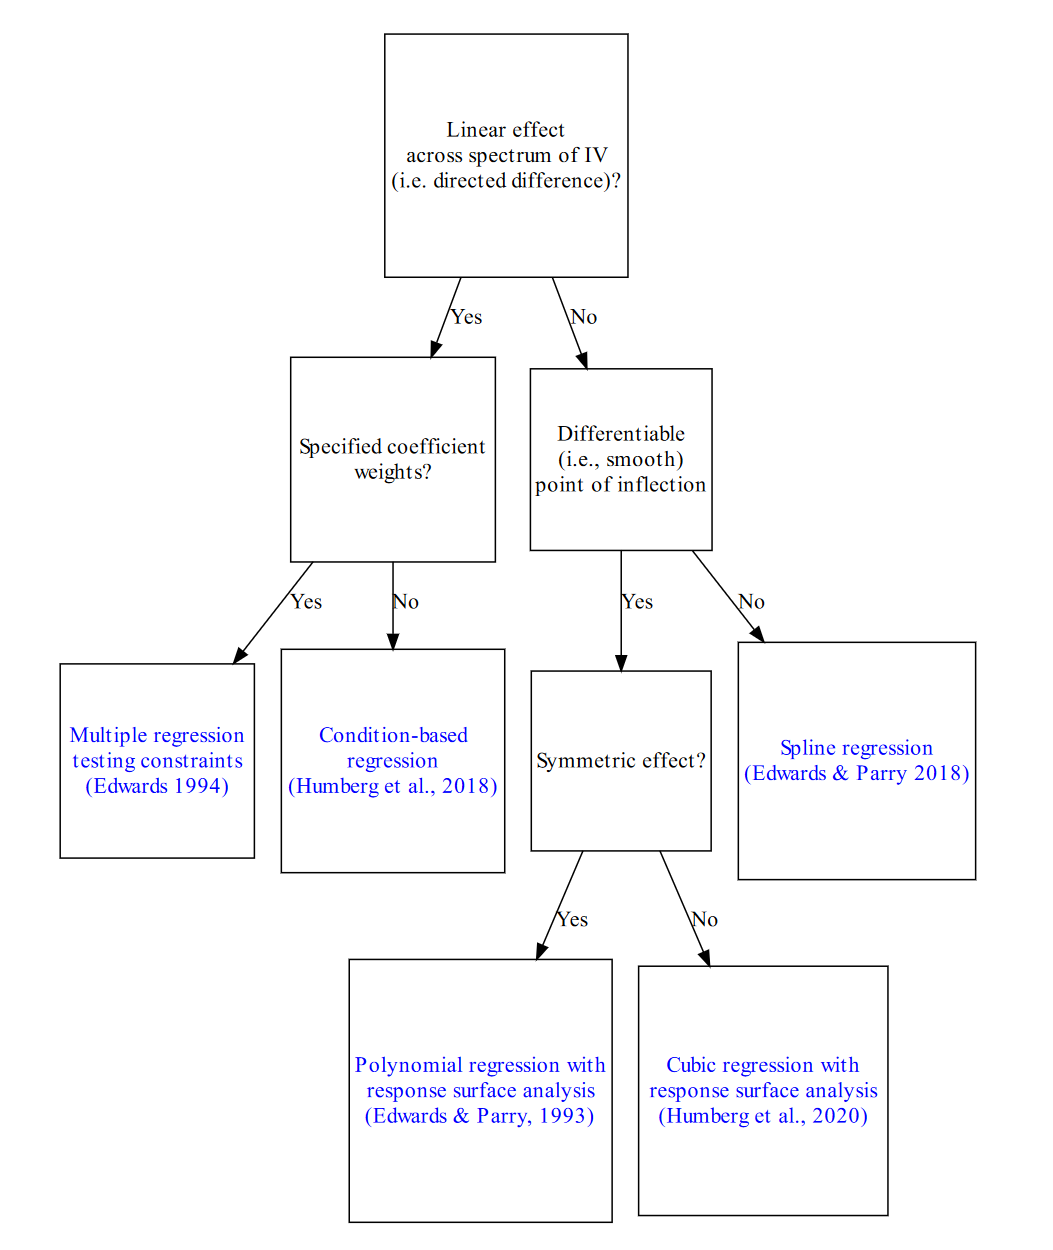 Linear effect
across spectrum of IV
(i.e. directed difference)?
Yes
No
Specified coefficient
weights?
Differentiable
(i.e., smooth)
point of inflection
Yes
No
Yes
No
Multiple regression
testing constraints
(Edwards 1994)
Condition-based
regression
(Humberg et al., 2018)
Symmetric effect?
Spline regression
(Edwards & Parry 2018)
Yes
No
Polynomial regression with
response surface analysis
(Edwards & Parry, 1993)
Cubic regression with
response surface analysis
(Humberg et al., 2020)